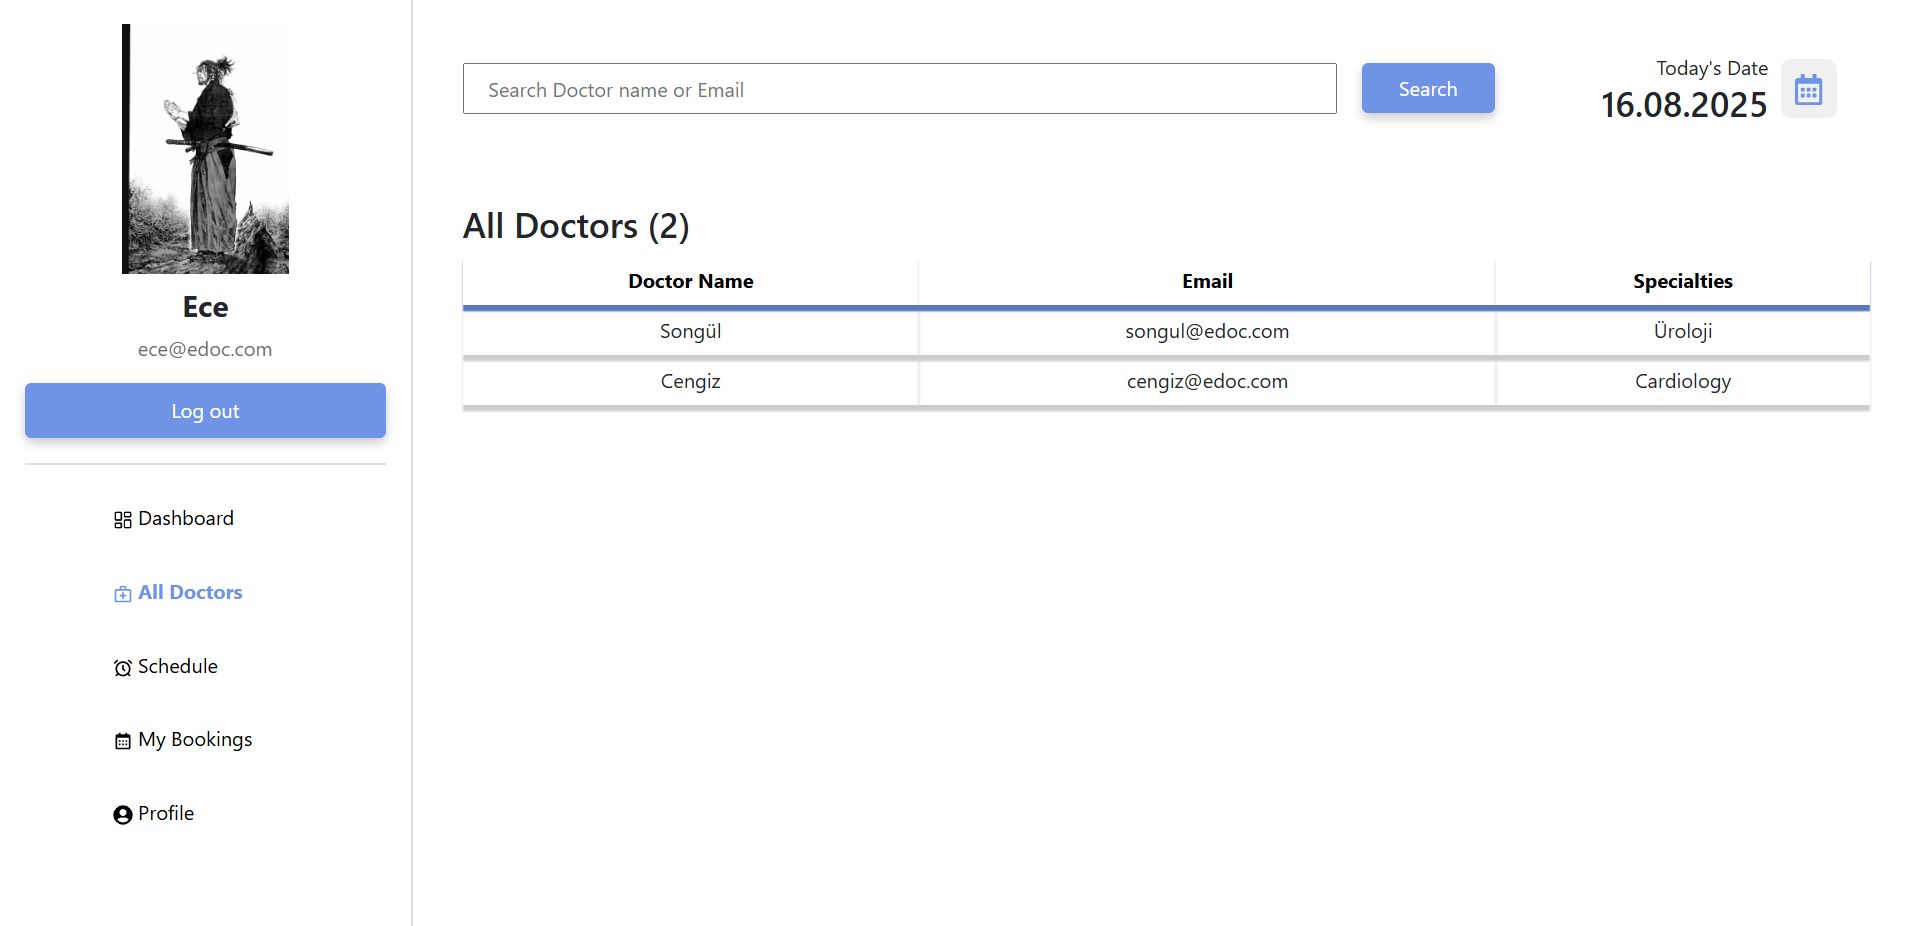 Ece
ece@edoc.com
Log out
Dashboard
All Doctors
Schedule
My Bookings
Profile
Search Doctor name or Email
Search
Today's Date
16.08.2025
All Doctors (2)
Doctor Name Email Specialties
Songül songul@edoc.com Üroloji
Cengiz cengiz@edoc.com Cardiology